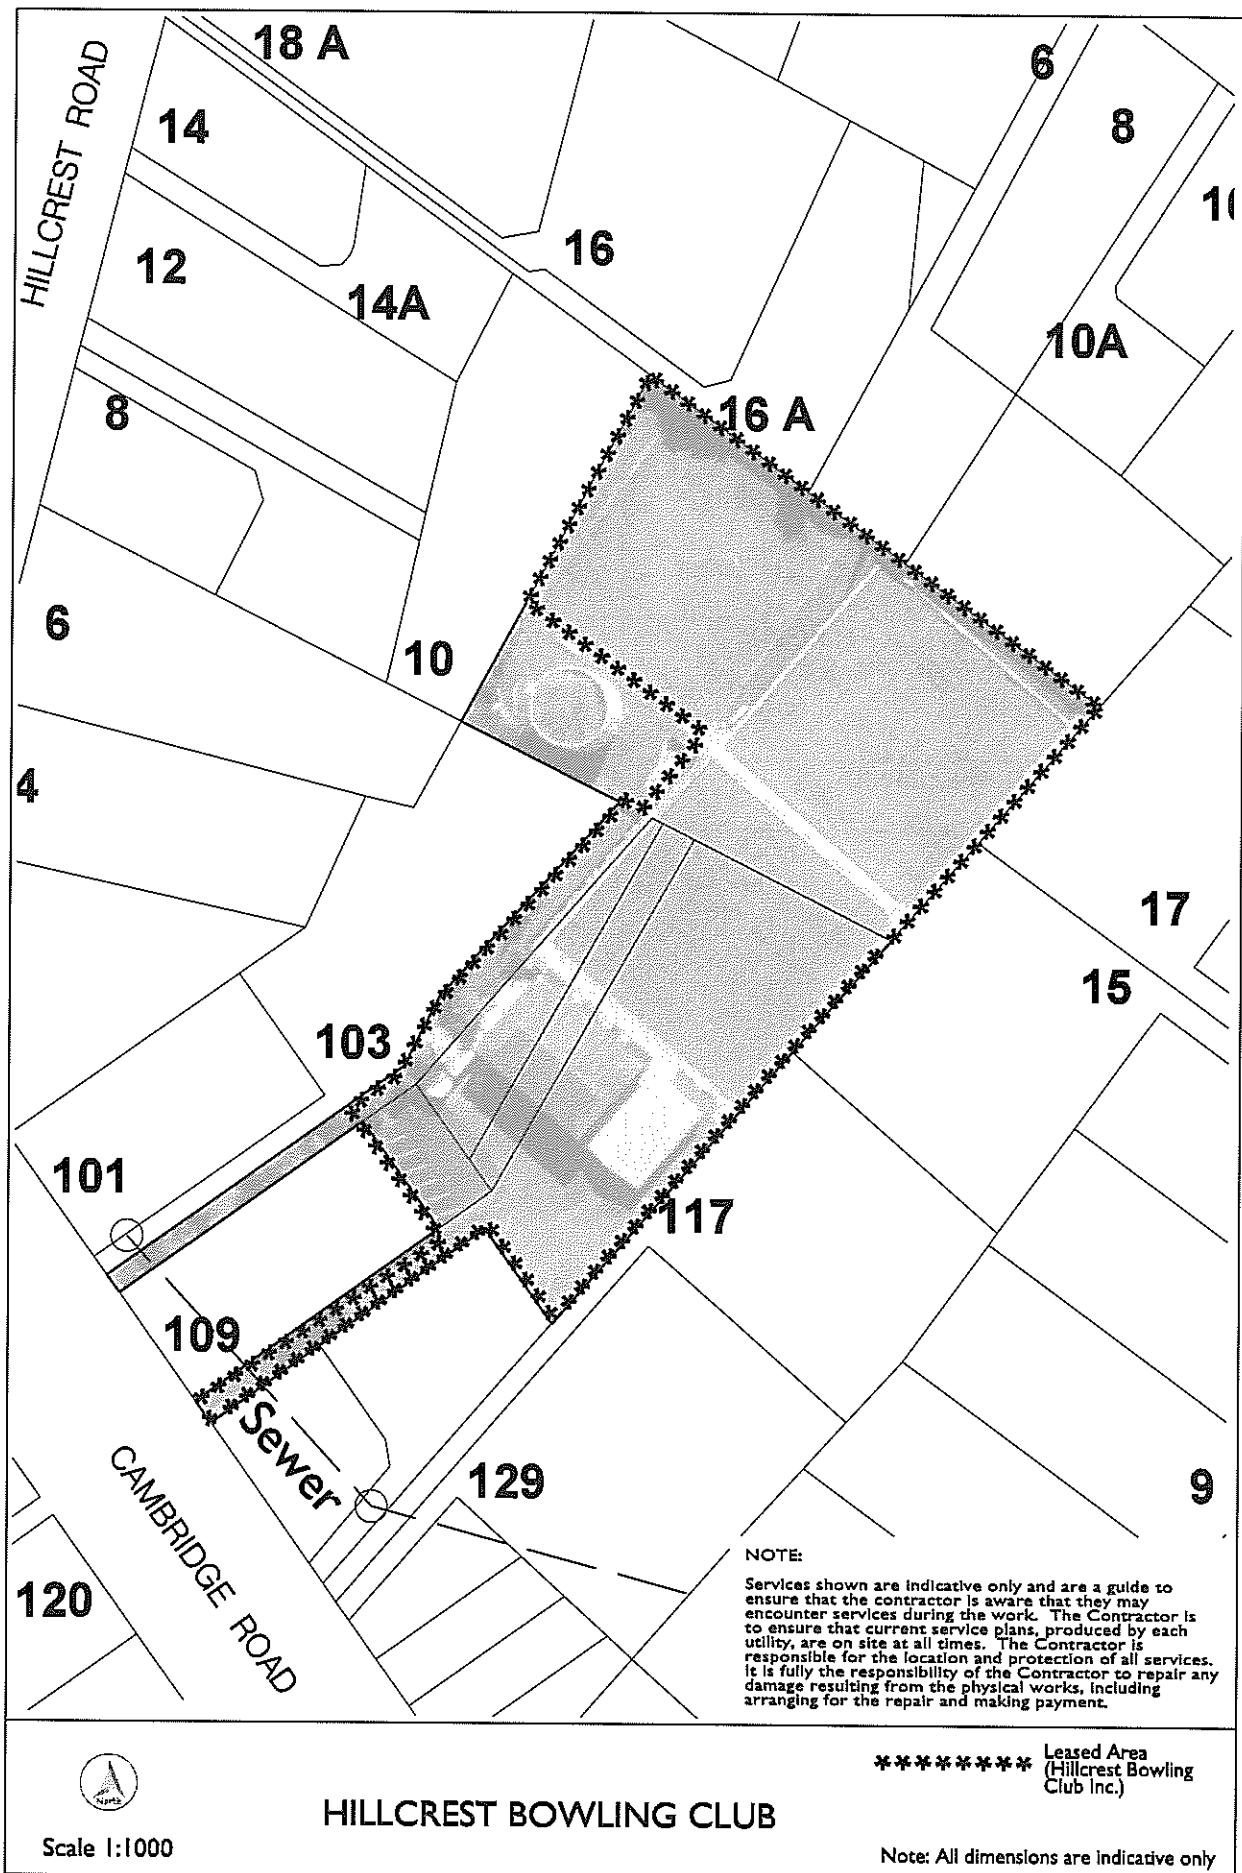 18 A
6
HILLCREST ROAD
14
8
10
16
12
14A
10A
8
16 A
6
10
4
17
15
103
101
117
109
Sewer
129
9
CAMBRIDGE ROAD
120
NOTE:
Services shown are indicative only and are a guide to
ensure that the contractor is aware that they may
encounter services during the work. The Contractor is
to ensure that current service plans, produced by each
utility, are on site at all times. The Contractor is
responsible for the location and protection of all services.
It is fully the responsibility of the Contractor to repair any
damage resulting from the physical works, including
arranging for the repair and making payment.
North
Scale 1:1000
HILLCREST BOWLING CLUB
Leased Area
(Hillcrest Bowling
Club Inc.)
Note: All dimensions are indicative only